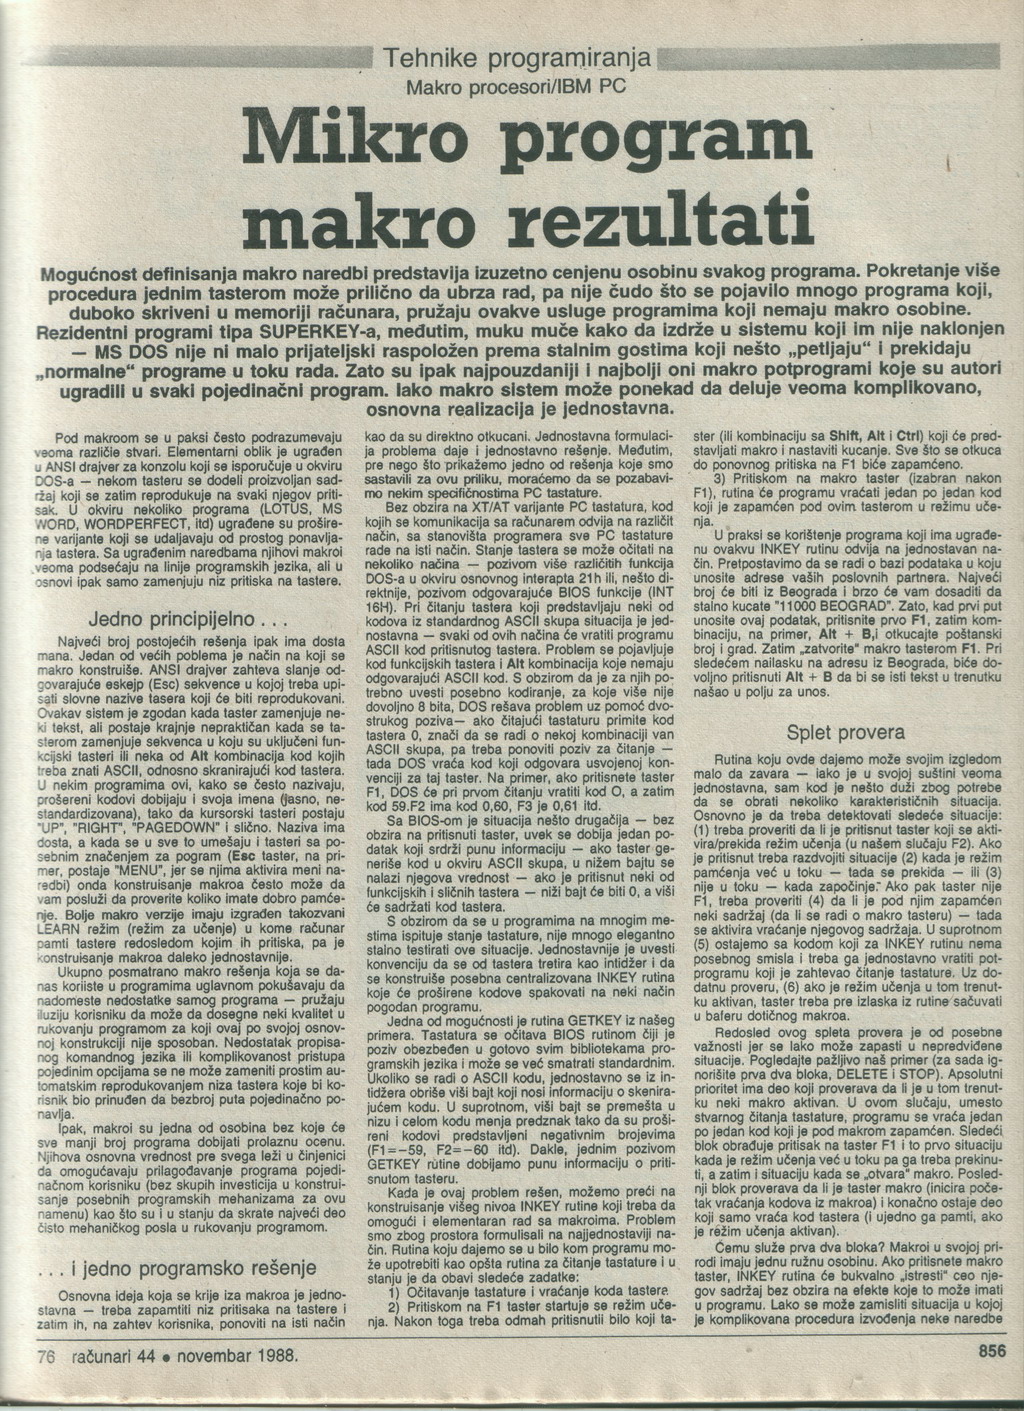 Tehnike programiranja
Makro procesori/IBM PC
Mikro program
makro rezultati
Mogućnost definisanja makro naredbi predstavlja izuzetno cenjenu osobinu svakog programa. Pokretanje više
procedura jednim tasterom može prilično da ubrza rad, pa nije čudo što se pojavilo mnogo programa koji,
duboko skriveni u memoriji računara, pružaju ovakve usluge programima koji nemaju makro osobine.
Rezidentni programi tipa SUPERKEY-a, međutim, muku muče kako da izdrže u sistemu koji im nije naklonjen
— MS DOS nije ni malo prijateljski raspoložen prema stalnim gostima koji nešto „petljaju“ i prekidaju
„normalne“ programe u toku rada. Zato su ipak najpouzdaniji i najbolji oni makro potprogrami koje su autori
ugradili u svaki pojedinačni program. Iako makro sistem može ponekad da deluje veoma komplikovano,
osnovna realizacija je jednostavna.
Pod makroom se u paksi često podrazumevaju
veoma različie stvari. Elementarni oblik je ugrađen
u ANSI drajver za konzolu koji se isporučuje u okviru
DOS-a — nekom tasteru se dodeli proizvoljan sad-
ržaj koji se zatim reprodukuje na svaki njegov priti-
sak. U okviru nekoliko programa (LOTUS, MS
WORD, WORDPERFECT, itd) ugrađene su prošire-
ne varijante koji se udaljavaju od prostog ponavlja-
nja tastera. Sa ugrađenim naredbama njihovi makroi
veoma podsećaju na linije programskih jezika, ali u
osnovi ipak samo zamenjuju niz pritiska na tastere.
Jedno principijelno . . .
Najveći broj postojećih rešenja ipak ima dosta
mana. Jedan od većih poblema je način na koji se
makro konstruiše. ANSI drajver zahteva slanje od-
govarajuće eskejp (Esc) sekvence u kojoj treba upi-
sati slovne nazive tasera koji će biti reprodukovani.
Ovakav sistem je zgodan kada taster zamenjuje ne-
ki tekst, ali postaje krajnje nepraktičan kada se ta-
sterom zamenjuje sekvenca u koju su uključeni fun-
kcijski tasteri ili neka od Alt kombinacija kod kojih
treba znati ASCII, odnosno skranirajući kod tastera.
U nekim programima ovi, kako se često nazivaju,
prošereni kodovi dobijaju i svoja imena (jasno, ne-
standardizovana), tako da kursorski tasteri postaju
"UP", "RIGHT", "PAGEDOWN" i slično. Naziva ima
dosta, a kada se u sve to umešaju i tasteri sa po-
sebnim značenjem za pogram (Esc taster, na pri-
mer, postaje "MENU", jer se njima aktivira meni na-
redbi) onda konstruisanje makroa često može da
vam posluži da proverite koliko imate dobro pamće-
nje. Bolje makro verzije imaju izgrađen takozvani
LEARN režim (režim za učenje) u kome računar
pamti tastere redosledom kojim ih pritiska, pa je
konstruisanje makroa daleko jednostavnije.
Ukupno posmatrano makro rešenja koja se da-
nas koriiste u programima uglavnom pokušavaju da
nadomeste nedostatke samog programa — pružaju
iluziju korisniku da može da dosegne neki kvalitet u
rukovanju programom za koji ovaj po svojoj osnov-
noj konstrukciji nije sposoban. Nedostatak propisa-
nog komandnog jezika ili komplikovanost pristupa
pojedinim opcijama se ne može zameniti prostim au-
tomatskim reprodukovanjem niza tastera koje bi ko-
risnik bio prinuđen da bezbroj puta pojedinačno po-
navlja.
Ipak, makroi su jedna od osobina bez koje će
sve manji broj programa dobijati prolaznu ocenu.
Njihova osnovna vrednost pre svega leži u činjenici
da omogućavaju prilagođavanje programa pojedi-
načnom korisniku (bez skupih investicija u konstrui-
sanje posebnih programskih mehanizama za ovu
namenu) kao što su i u stanju da skrate najveći deo
čisto mehaničkog posla u rukovanju programom.
. . . i jedno programsko rešenje
Osnovna ideja koja se krije iza makroa je jedno-
stavna — treba zapamtiti niz pritisaka na tastere i
zatim ih, na zahtev korisnika, ponoviti na isti način
kao da su direktno otkucani. Jednostavna formulaci-
ja problema daje i jednostavno rešenje. Međutim,
pre nego što prikažemo jedno od rešenja koje smo
sastavili za ovu priliku, moraćemo da se pozabavi-
mo nekim specifičnostima PC tastature.
Bez obzira na XT/AT varijante PC tastatura, kod
kojih se komunikacija sa računarem odvija na različit
način, sa stanovišta programera sve PC tastature
rade na isti način. Stanje tastera se može očitati na
nekoliko načina — pozivom više različitih funkcija
DOS-a u okviru osnovnog interapta 21h ili, nešto di-
rektnije, pozivom odgovarajuće BIOS funkcije (INT
16H). Pri čitanju tastera koji predstavljaju neki od
kodova iz standardnog ASCII skupa situacija je jed-
nostavna — svaki od ovih načina će vratiti programu
ASCII kod pritisnutog tastera. Problem se pojavljuje
kod funkcijskih tastera i Alt kombinacija koje nemaju
odgovarajući ASCII kod. S obzirom da je za njih po-
trebno uvesti posebno kodiranje, za koje više nije
dovoljno 8 bita, DOS rešava problem uz pomoć dvo-
strukog poziva— ako čitajući tastaturu primite kod
tastera 0, znači da se radi o nekoj kombinaciji van
ASCII skupa, pa treba ponoviti poziv za čitanje —
tada DOS vraća kod koji odgovara usvojenoj kon-
venciji za taj taster. Na primer, ako pritisnete taster
F1, DOS će pri prvom čitanju vratiti kod O, a zatim
kod 59.F2 ima kod 0,60, F3 je 0,61 itd.
Sa BIOS-om je situacija nešto drugačija — bez
obzira na pritisnuti taster, uvek se dobija jedan po-
datak koji srdrži punu informaciju — ako taster ge-
neriše kod u okviru ASCII skupa, u nižem bajtu se
nalazi njegova vrednost — ako je pritisnut neki od
funkcijskih i sličnih tastera — niži bajt će biti 0, a viši
će sadržati kod tastera.
S obzirom da se u programima na mnogim me-
stima ispituje stanje tastature, nije mnogo elegantno
stalno testirati ove situacije. Jednostavnije je uvesti
konvenciju da se od tastera tretira kao intidžer i da
se konstruiše posebna centralizovana INKEY rutina
koje će proširene kodove spakovati na neki način
pogodan programu.
Jedna od mogućnosti je rutina GETKEY iz našeg
primera. Tastatura se očitava BIOS rutinom čiji je
poziv obezbeđen u gotovo svim bibliotekama pro-
gramskih jezika i može se već smatrati standardnim.
Ukoliko se radi o ASCII kodu, jednostavno se iz in-
tidžera obriše viši bajt koji nosi informaciju o skenira-
jućem kodu. U suprotnom, viši bajt se premešta u
nizu i celom kodu menja predznak tako da su proši-
reni kodovi predstavljeni negativnim brojevima
(F1=—59, F2=—60 itd). Dakle, jednim pozivom
GETKEY rutine dobijamo punu informaciju o priti-
snutom tasteru.
Kada je ovaj problem rešen, možemo preći na
konstruisanje višeg nivoa INKEY rutine koji treba da
omogući i elementaran rad sa makroima. Problem
smo zbog prostora formulisali na najjednostaviji na-
čin. Rutina koju dajemo se u bilo kom programu mo-
že upotrebiti kao opšta rutina za čitanje tastature i u
stanju je da obavi sledeće zadatke:
1) Očitavanje tastature i vraćanje koda tastere
2) Pritiskom na F1 taster startuje se režim uče-
nja. Nakon toga treba odmah pritisnutii bilo koji ta-
ster (ili kombinaciju sa Shift, Alt i Ctrl) koji će pred-
stavljati makro i nastaviti kucanje. Sve što se otkuca
do ponovnog pritiska na F1 biće zapamćeno.
3) Pritiskom na makro taster (izabran nakon
F1), rutina će programu vraćati jedan po jedan kod
koji je zapamćen pod ovim tasterom u režimu uče-
nja.
U praksi se korištenje programa koji ima ugrađe-
nu ovakvu INKEY rutinu odvija na jednostavan na-
čin. Pretpostavimo da se radi o bazi podataka u koju
unosite adrese vaših poslovnih partnera. Najveći
broj će biti iz Beograda i brzo će vam dosaditi da
stalno kucate "11000 BEOGRAD". Zato, kad prvi put
unosite ovaj podatak, pritisnite prvo F1, zatim kom-
binaciju, na primer, Alt + B,i otkucajte poštanski
broj i grad. Zatim „zatvorite“ makro tasterom F1. Pri
sledećem nailasku na adresu iz Beograda, biće do-
voljno pritisnuti Alt + B da bi se isti tekst u trenutku
našao u polju za unos.
Splet provera
Rutina koju ovde dajemo može svojim izgledom
malo da zavara — iako je u svojoj suštini veoma
jednostavna, sam kod je nešto duži zbog potrebe
da se obrati nekoliko karakterističnih situacija.
Osnovno je da treba detektovati sledeće situacije:
(1) treba proveriti da li je pritisnut taster koji se akti-
vira/prekida režim učenja (u našem slučaju F2). Ako
je pritisnut treba razdvojiti situacije (2) kada je režim
pamćenja već u toku — tada se prekida — ili (3)
nije u toku — kada započinje. Ako pak taster nije
F1, treba proveriti (4) da li je pod njim zapamćen
neki sadržaj (da li se radi o makro tasteru) — tada
se aktivira vraćanje njegovog sadržaja. U suprotnom
(5) ostajemo sa kodom koji za INKEY rutinu nema
posebnog smisla i treba ga jednostavno vratiti pot-
programu koji je zahtevao čitanje tastature. Uz do-
datnu proveru, (6) ako je režim učenja u tom trenut-
ku aktivan, taster treba pre izlaska iz rutine sačuvati
u baferu dotičnog makroa.
Redosled ovog spleta provera je od posebne
važnosti jer se lako može zapasti u nepredviđene
situacije. Pogledajte pažljivo naš primer (za sada ig-
norišite prva dva bloka, DELETE i STOP). Apsolutni
prioritet ima deo koji proverava da li je u tom trenut-
ku neki makro aktivan. U ovom slučaju, umesto
stvarnog čitanja tastature, programu se vraća jedan
po jedan kod koji je pod makrom zapamćen. Sledeći
blok obrađuje pritisak na taster F1 i to prvo situaciju
kada je režim učenja već u toku pa ga treba prekinu-
ti, a zatim i situaciju kada se „otvara“ makro. Posled-
nji blok proverava da li je taster makro (inicira poče-
tak vraćanja kodova iz makroa) i konačno ostaje deo
koji samo vraća kod tastera (i ujedno ga pamti, ako
je režim učenja aktivan).
Čemu služe prva dva bloka? Makroi u svojoj pri-
rodi imaju jednu ružnu osobinu. Ako pritisnete makro
taster, INKEY rutina će bukvalno „istresti“ ceo nje-
gov sadržaj bez obzira na efekte koje to može imati
u programu. Lako se može zamisliti situacija u kojoj
je komplikovana procedura izvođenja neke naredbe
76 računari 44 • novembar 1988.
856